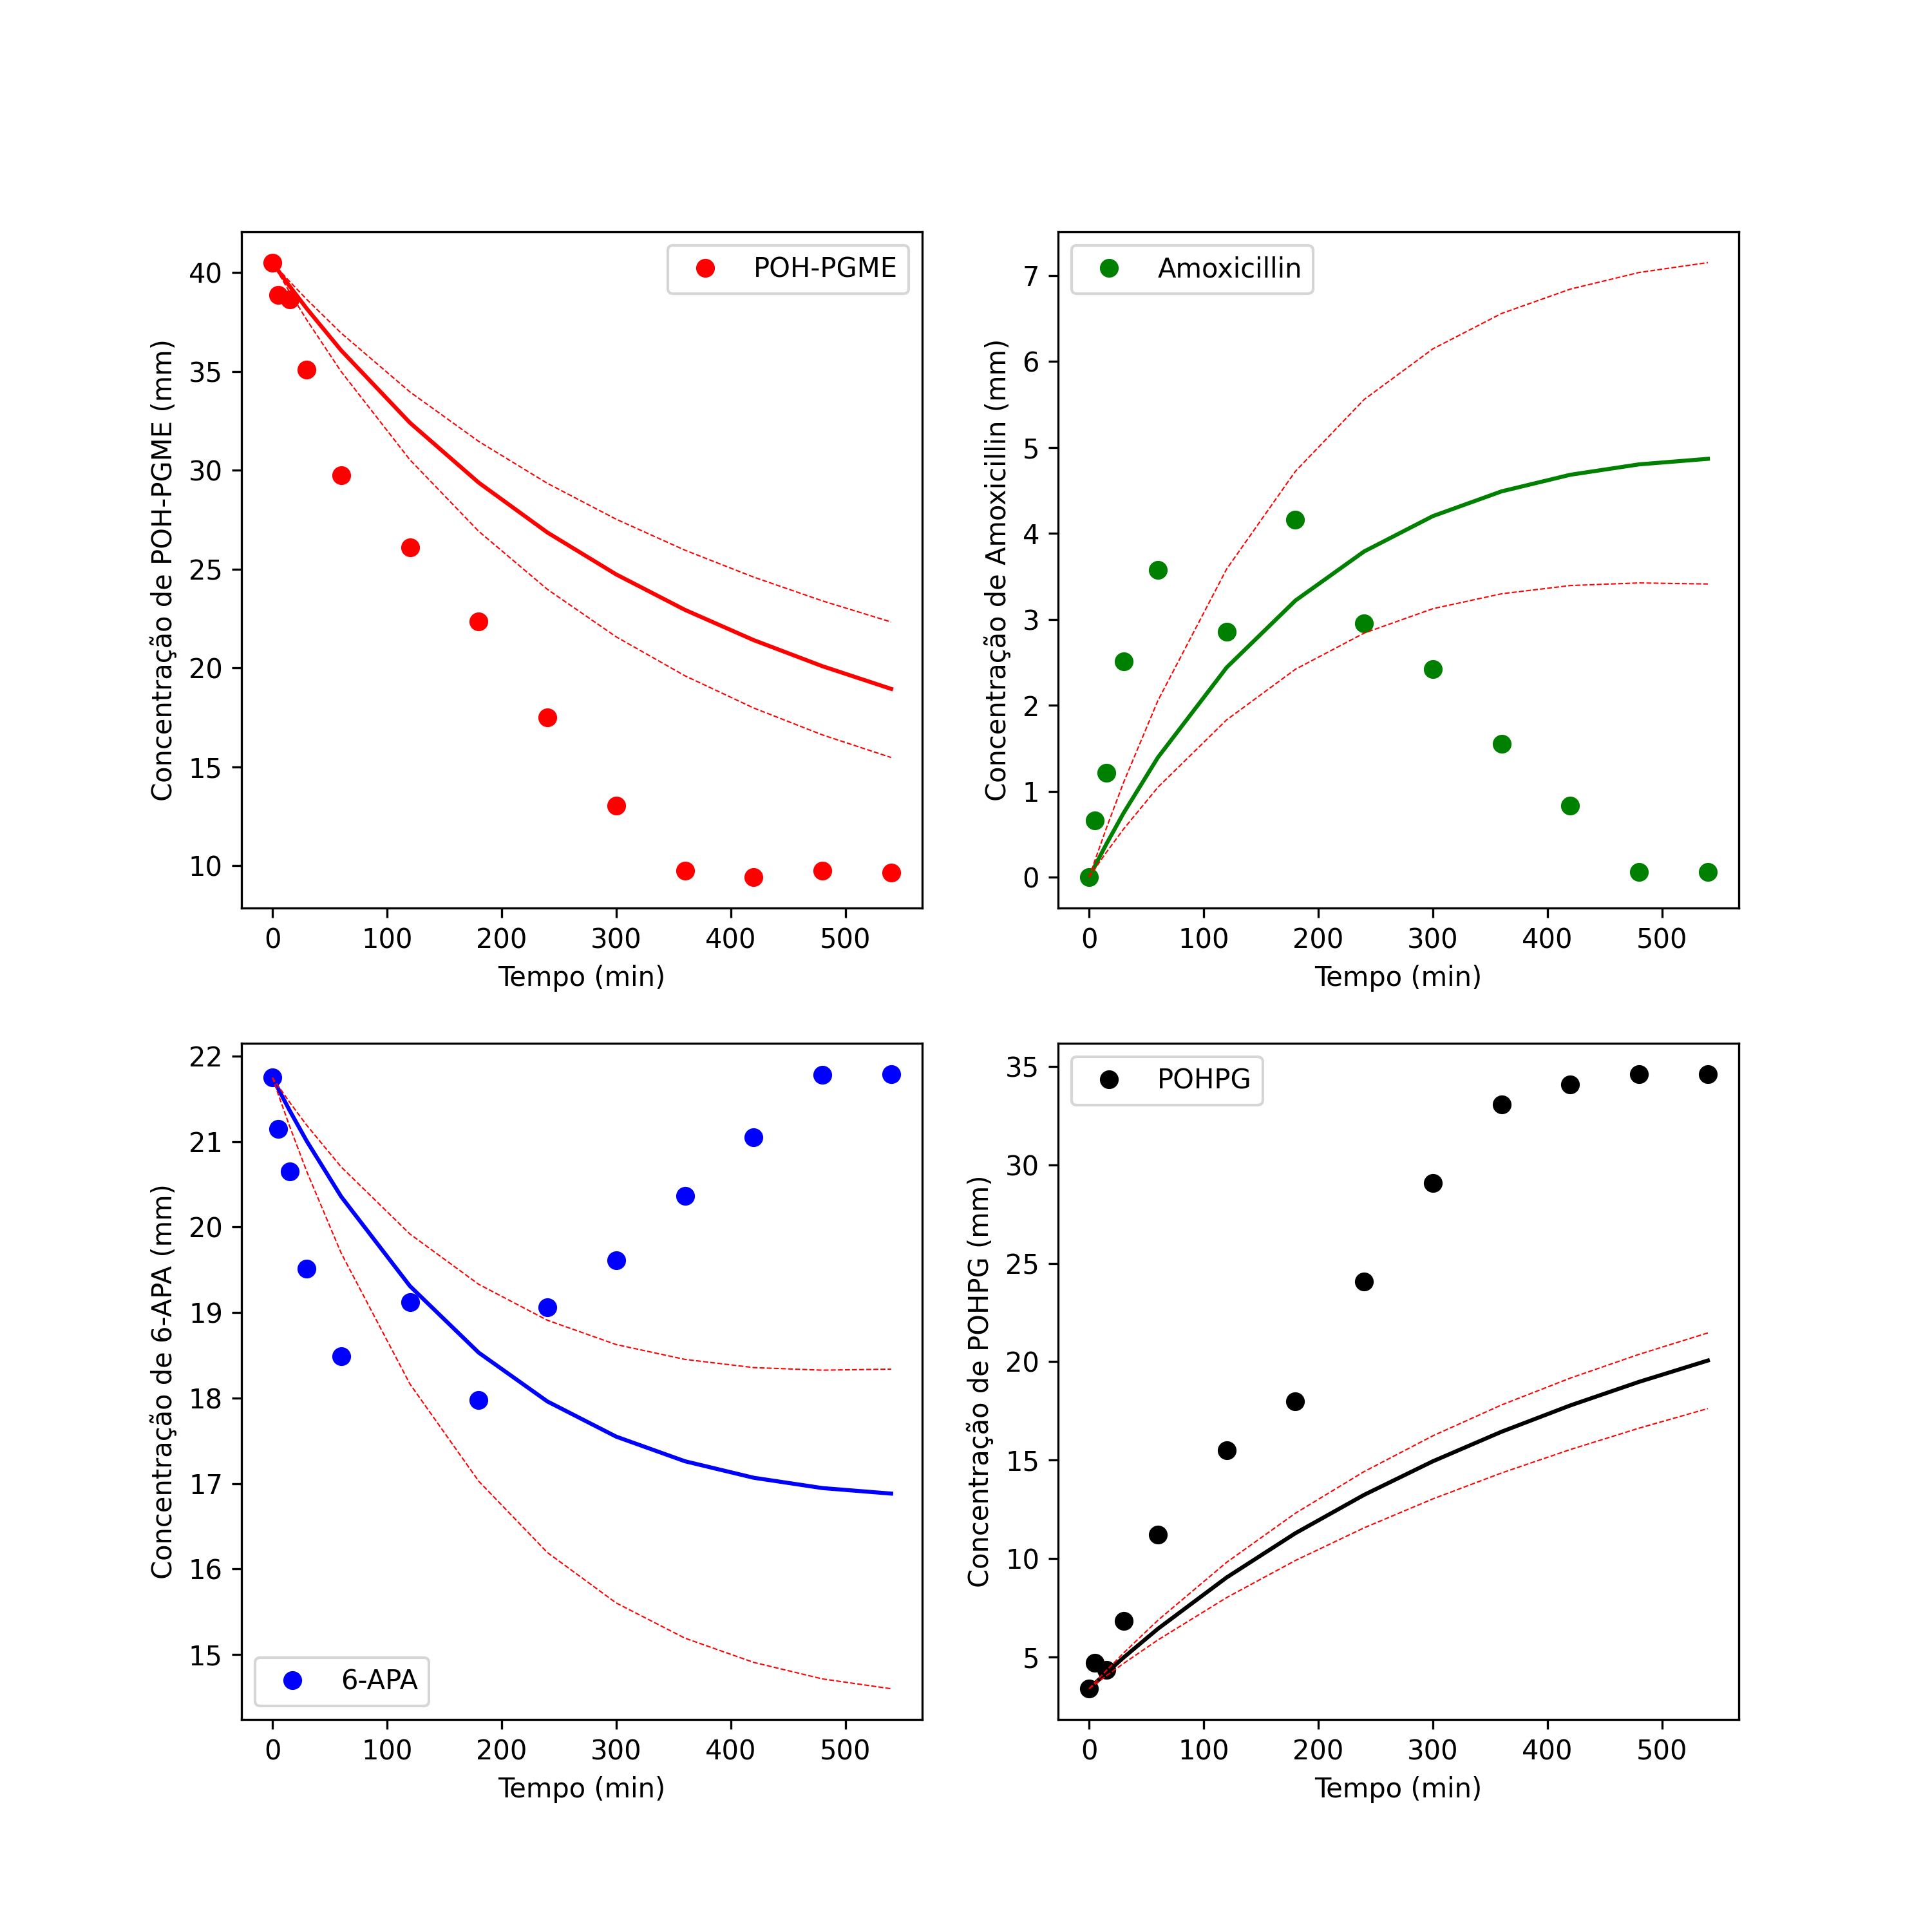 POH-PGME
Concentração de POH-PGME (mm)
40
35
30
25
20
15
10
0 100 200 300 400 500
Tempo (min)
Amoxicillin
Concentração de Amoxicillin (mm)
7
6
5
4
3
2
1
0
0 100 200 300 400 500
Tempo (min)
6-APA
Concentração de 6-APA (mm)
22
21
20
19
18
17
16
15
0 100 200 300 400 500
Tempo (min)
POHPG
Concentração de POHPG (mm)
35
30
25
20
15
10
5
0 100 200 300 400 500
Tempo (min)